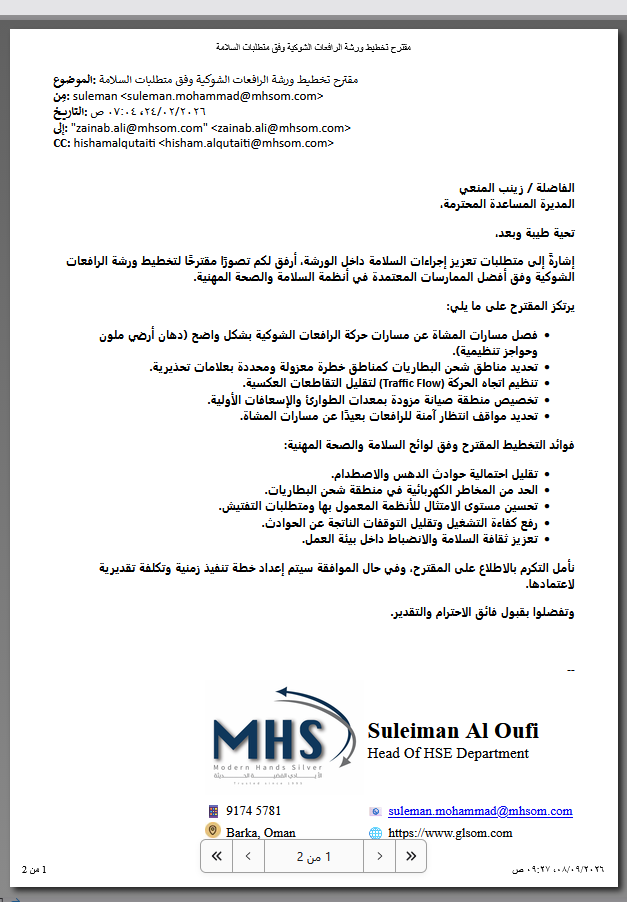 مقترح تخطيط ورشة الرافعات الشوكية وفق متطلبات السلامة
الموضوع: مقترح تخطيط ورشة الرافعات الشوكية وفق متطلبات السلامة
من: suleman <suleman.mohammad@mhsom.com>
التاريخ: ٢٤/٠٢/٢٠٢٦، ٠٧:٠٤ ص
إلى: "zainab.ali@mhsom.com" <zainab.ali@mhsom.com>
CC: hishamalqutaiti <hisham.alqutaiti@mhsom.com>
الفاضلة / زينب المنعي
المديرة المساعدة المحترمة،
تحية طيبة وبعد،
إشارةً إلى متطلبات تعزيز إجراءات السلامة داخل الورشة، أرفق لكم تصورًا مقترحًا لتخطيط ورشة الرافعات
الشوكية وفق أفضل الممارسات المعتمدة في أنظمة السلامة والصحة المهنية.
يرتكز المقترح على ما يلي:
• فصل مسارات المشاة عن مسارات حركة الرافعات الشوكية بشكل واضح (دهان أرضي ملون
وحواجز تنظيمية).
• تحديد مناطق شحن البطاريات كمناطق خطرة معزولة ومحددة بعلامات تحذيرية.
• تنظيم اتجاه الحركة (Traffic Flow) لتقليل التقاطعات العكسية.
• تخصيص منطقة صيانة مزودة بمعدات الطوارئ والإسعافات الأولية.
• تحديد مواقف انتظار آمنة للرافعات بعيدًا عن مسارات المشاة.
فوائد التخطيط المقترح وفق لوائح السلامة والصحة المهنية:
• تقليل احتمالية حوادث الدهس والاصطدام.
• الحد من المخاطر الكهربائية في منطقة شحن البطاريات.
• تحسين مستوى الامتثال للأنظمة المعمول بها ومتطلبات التفتيش.
• رفع كفاءة التشغيل وتقليل التوقفات الناتجة عن الحوادث.
• تعزيز ثقافة السلامة والانضباط داخل بيئة العمل.
نأمل التكرم بالاطلاع على المقترح، وفي حال الموافقة سيتم إعداد خطة تنفيذ زمنية وتكلفة تقديرية
لاعتمادها.
وتفضلوا بقبول فائق الاحترام والتقدير.
--
MHS
Modern Hands Silver
الأيـادي الفضيـة الحديثة
Suleiman Al Oufi
Head Of HSE Department
9174 5781
suleman.mohammad@mhsom.com
Barka, Oman
https://www.glsom.com
1 من 2
1 من 2
٠٨/٠٩/٢٠٢٦، ٠٩:٢٧ ص